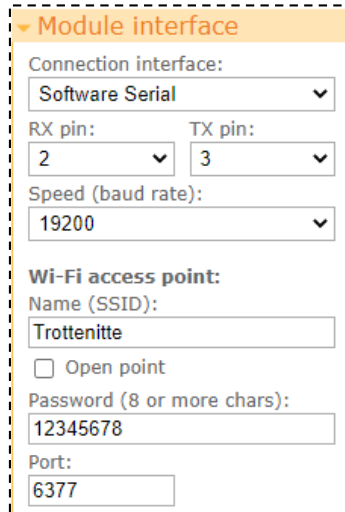 Module interface
Connection interface:
Software Serial
RX pin: TX pin:
2 3
Speed (baud rate):
19200
Wi-Fi access point:
Name (SSID):
Trottenitte
Open point
Password (8 or more chars):
12345678
Port:
6377